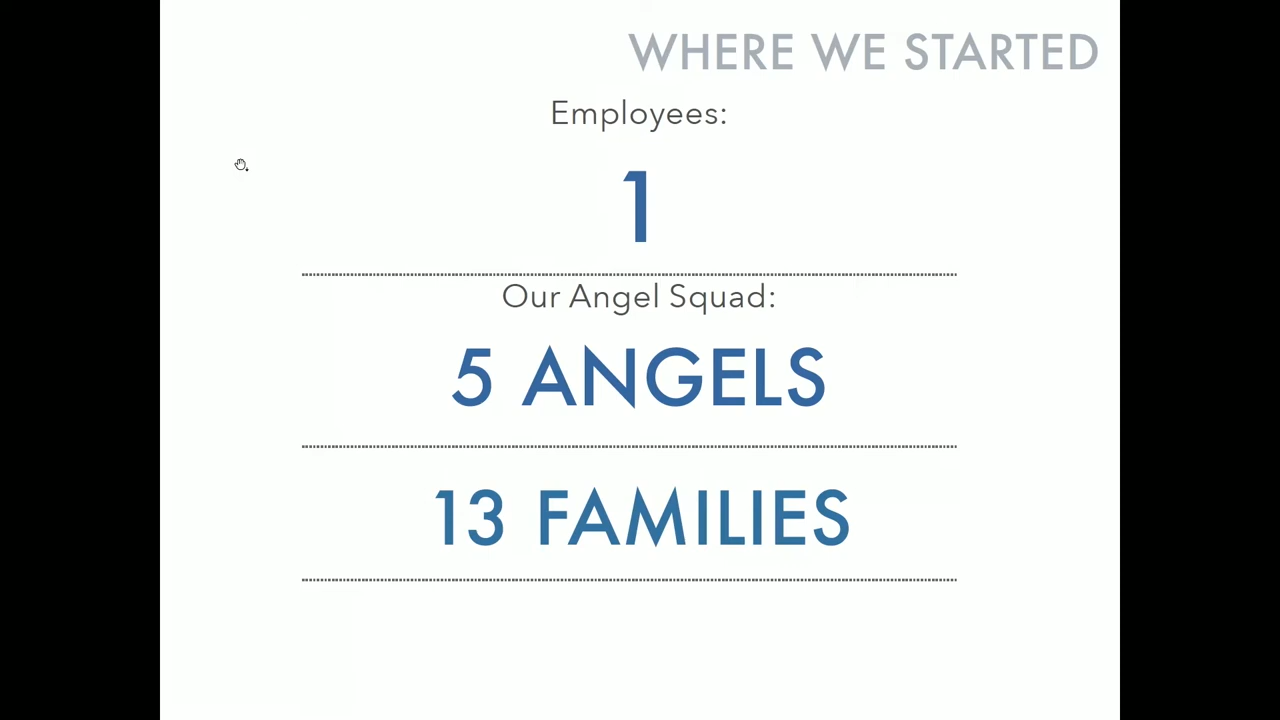 WHERE WE STARTED
Employees:
1
Our Angel Squad:
5 ANGELS
13 FAMILIES